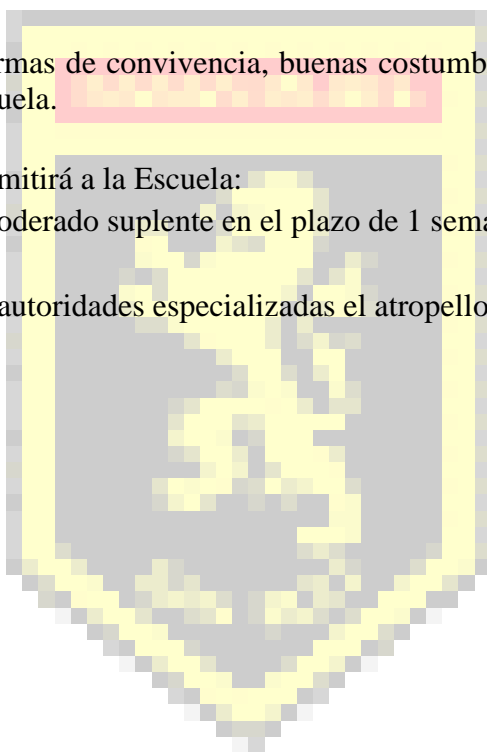 rmas de convivencia, buenas costumb
uela.
mitirá a la Escuela:
oderado suplente en el plazo de 1 sema
autoridades especializadas el atropello